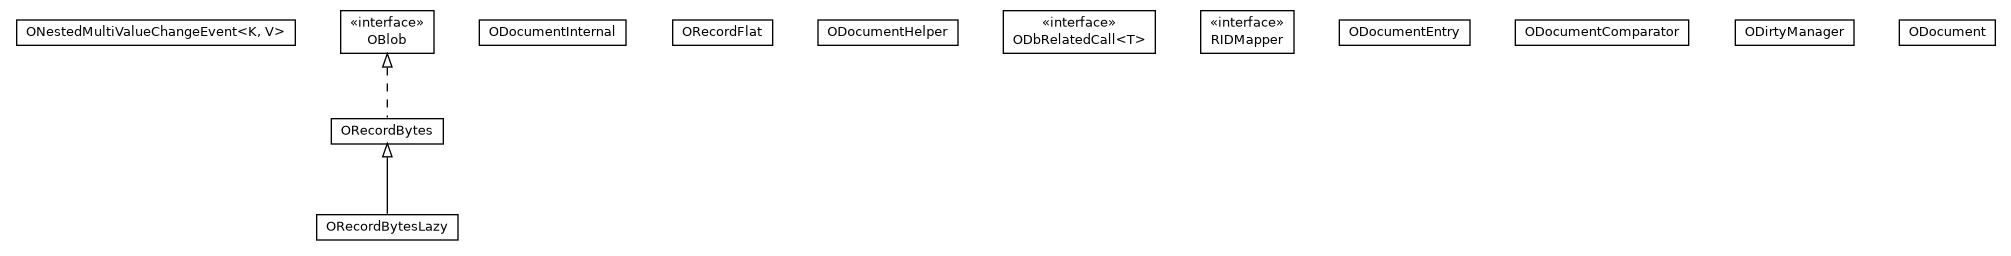 ONestedMultiValueChangeEvent<K, V>
«interface»
OBlob
ODocumentInternal
ORecordFlat
ODocumentHelper
«interface»
ODbRelatedCall<T>
«interface»
RIDMapper
ODocumentEntry
ODocumentComparator
ODirtyManager
ODocument
ORecordBytes
ORecordBytesLazy